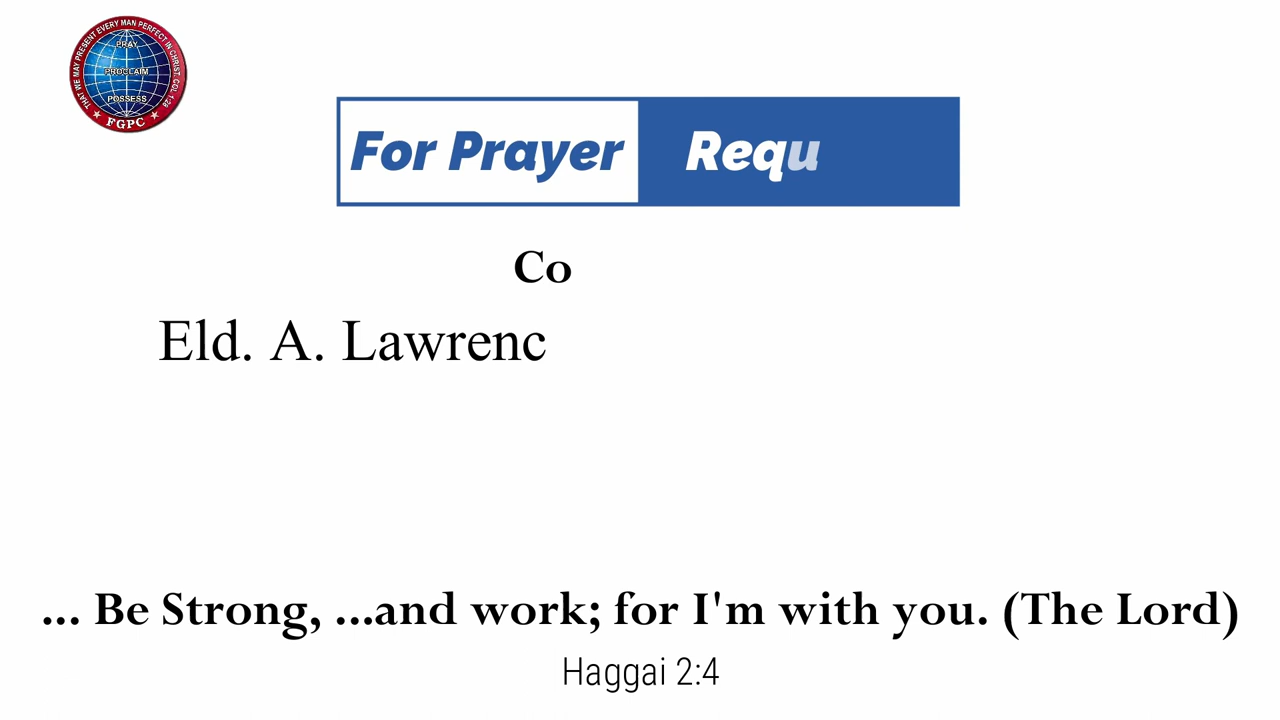 THAT WE MAY PRESENT EVERY MAN PERFECT IN CHRIST. COL 1:28
PRAY
PROCLAIM
POSSESS
★ FGPC ★
For Prayer Requ
Co
Eld. A. Lawrenc
... Be Strong, ...and work; for I'm with you. (The Lord)
Haggai 2:4